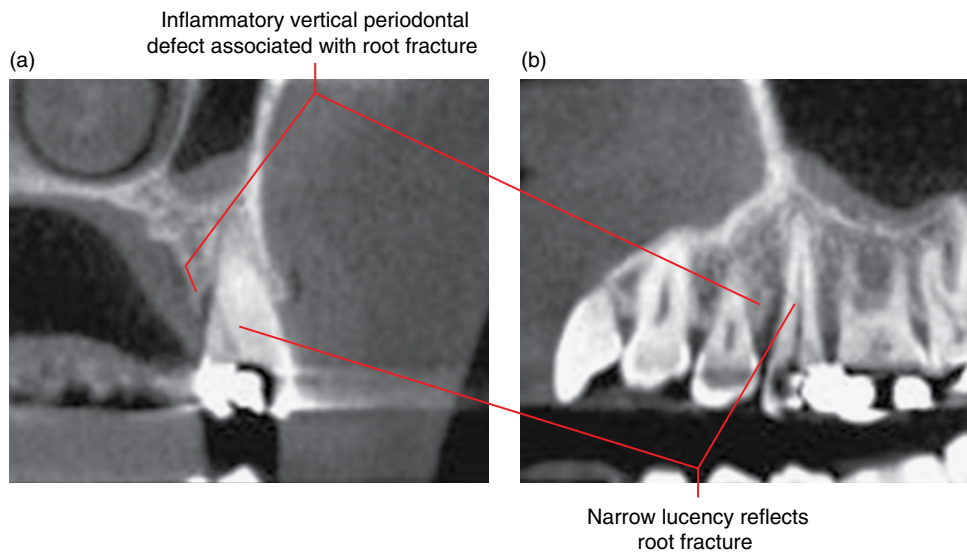 Inflammatory vertical periodontal
defect associated with root fracture
(a)
(b)
Narrow lucency reflects
root fracture